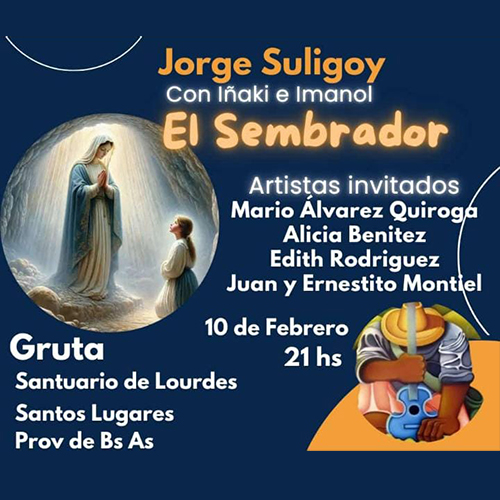 Jorge Suligoy
Con Iñaki e Imanol
El Sembrador
Artistas invitados
Mario Álvarez Quiroga
Alicia Benitez
Edith Rodriguez
Juan y Ernestito Montiel
10 de Febrero
21 hs
Gruta
Santuario de Lourdes
Santos Lugares
Prov de Bs As